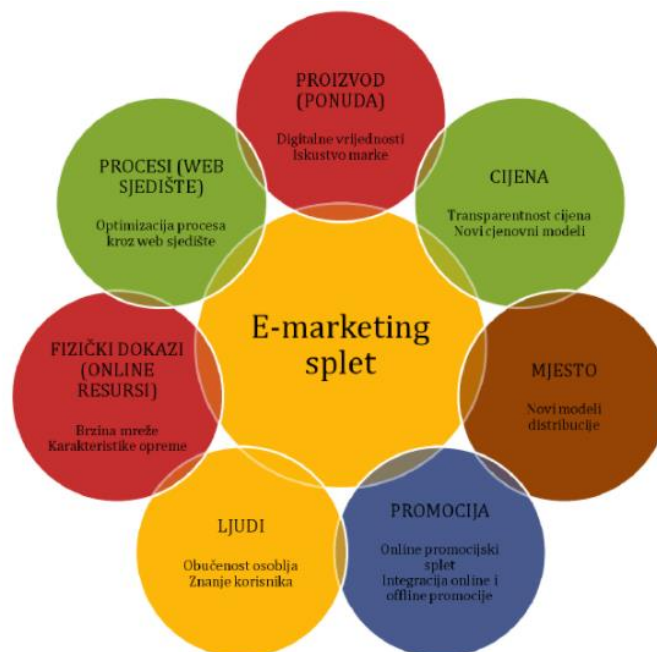 PROIZVOD
(PONUDA)
Digitalne vrijednosti
Iskustvo marke
CIJENA
Transparentnost cijena
Novi cjenovni modeli
MJESTO
Novi modeli
distribucije
PROMOCIJA
Online promocijski
splet
Integracija online i
offline promocije
LJUDI
Obučenost osoblja
Znanje korisnika
FIZIČKI DOKAZI
(ONLINE
RESURSI)
Brzina mreže
Karakteristike opreme
PROCESI (WEB
SJEDIŠTE)
Optimizacija procesa
kroz web sjedište
E-marketing
splet